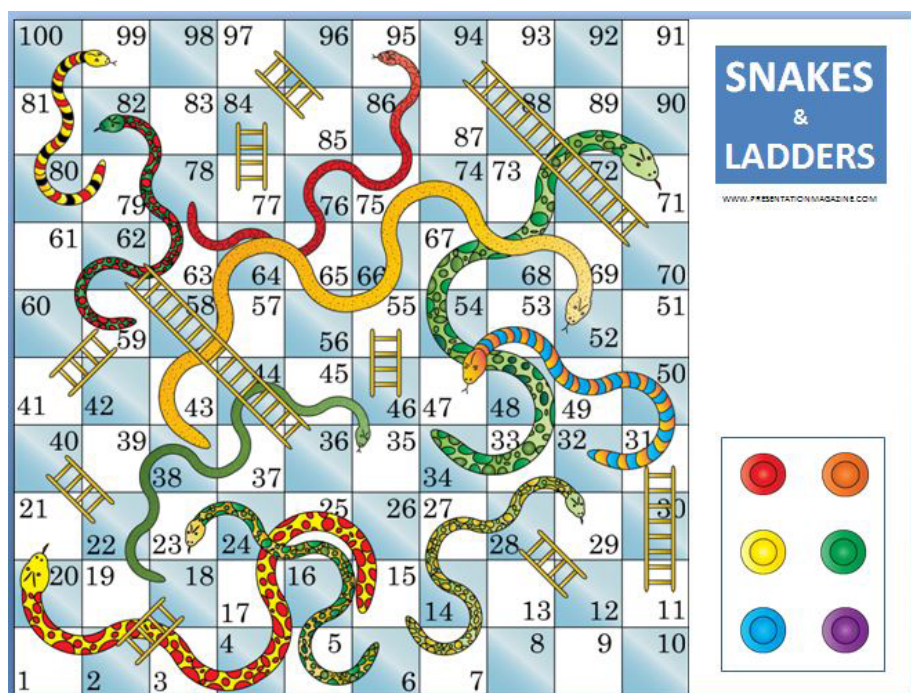 100 99 98 97 96 95 94 93 92 91
81 82 83 84 85 86 87 88 89 90
80 79 78 77 76 75 74 73 72 71
61 62 63 64 65 66 67 68 69 70
60 59 58 57 56 55 54 53 52 51
41 42 43 44 45 46 47 48 49 50
40 39 38 37 36 35 34 33 32 31
21 22 23 24 25 26 27 28 29 30
20 19 18 17 16 15 14 13 12 11
1 2 3 4 5 6 7 8 9 10
SNAKES
&
LADDERS
WWW.PRESENTATIONMAGAZINE.COM